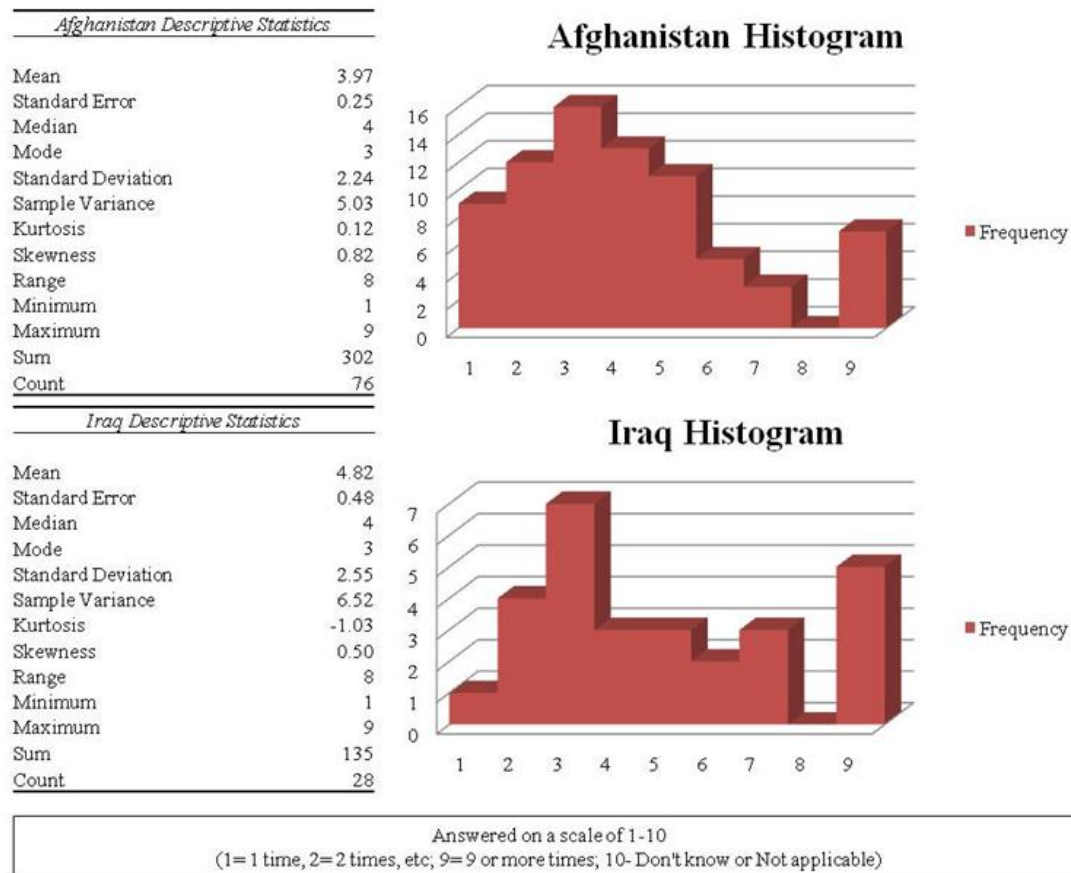 Afghanistan Descriptive Statistics
Mean 3.97
Standard Error 0.25
Median 4
Mode 3
Standard Deviation 2.24
Sample Variance 5.03
Kurtosis 0.12
Skewness 0.82
Range 8
Minimum 1
Maximum 9
Sum 302
Count 76
Afghanistan Histogram
16
14
12
10
8
6
4
2
0
1 2 3 4 5 6 7 8 9
Frequency
Iraq Descriptive Statistics
Mean 4.82
Standard Error 0.48
Median 4
Mode 3
Standard Deviation 2.55
Sample Variance 6.52
Kurtosis -1.03
Skewness 0.50
Range 8
Minimum 1
Maximum 9
Sum 135
Count 28
Iraq Histogram
7
6
5
4
3
2
1
0
1 2 3 4 5 6 7 8 9
Frequency
Answered on a scale of 1-10
(1= 1 time, 2=2 times, etc; 9=9 or more times; 10- Don't know or Not applicable)